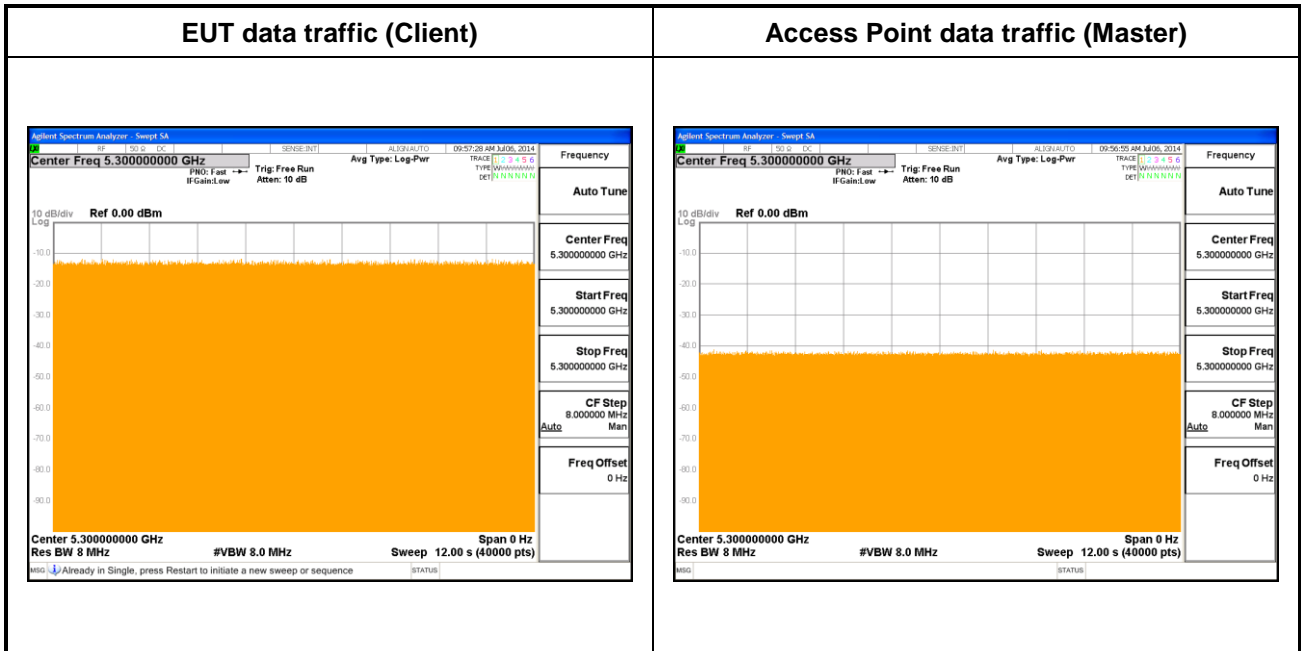 EUT data traffic (Client)
Access Point data traffic (Master)
Agilent Spectrum Analyzer - Swept SA
RF 50 Ω DC SENSE:INT ALIGNAUTO 09:57:28 AM Jul06, 2014
Center Freq 5.300000000 GHz
Avg Type: Log-Pwr
TRACE 1 2 3 4 5 6
PNO: Fast
Trig: Free Run
TYPE
IFGain:Low
Atten: 10 dB
DET N N N N N N
10 dB/div Ref 0.00 dBm
Log
-10.0
-20.0
-30.0
-40.0
-50.0
-60.0
-70.0
-80.0
-90.0
Center 5.300000000 GHz Span 0 Hz
Res BW 8 MHz #VBW 8.0 MHz Sweep 12.00 s (40000 pts)
MSG Already in Single, press Restart to initiate a new sweep or sequence STATUS
Frequency
Auto Tune
Center Freq
5.300000000 GHz
Start Freq
5.300000000 GHz
Stop Freq
5.300000000 GHz
CF Step
8.000000 MHz
Auto Man
Freq Offset
0 Hz
Agilent Spectrum Analyzer - Swept SA
RF 50 Ω DC SENSE:INT ALIGNAUTO 09:56:55 AM Jul06, 2014
Center Freq 5.300000000 GHz
Avg Type: Log-Pwr
TRACE 1 2 3 4 5 6
PNO: Fast
Trig: Free Run
TYPE
IFGain:Low
Atten: 10 dB
DET N N N N N N
10 dB/div Ref 0.00 dBm
Log
-10.0
-20.0
-30.0
-40.0
-50.0
-60.0
-70.0
-80.0
-90.0
Center 5.300000000 GHz Span 0 Hz
Res BW 8 MHz #VBW 8.0 MHz Sweep 12.00 s (40000 pts)
MSG STATUS
Frequency
Auto Tune
Center Freq
5.300000000 GHz
Start Freq
5.300000000 GHz
Stop Freq
5.300000000 GHz
CF Step
8.000000 MHz
Auto Man
Freq Offset
0 Hz